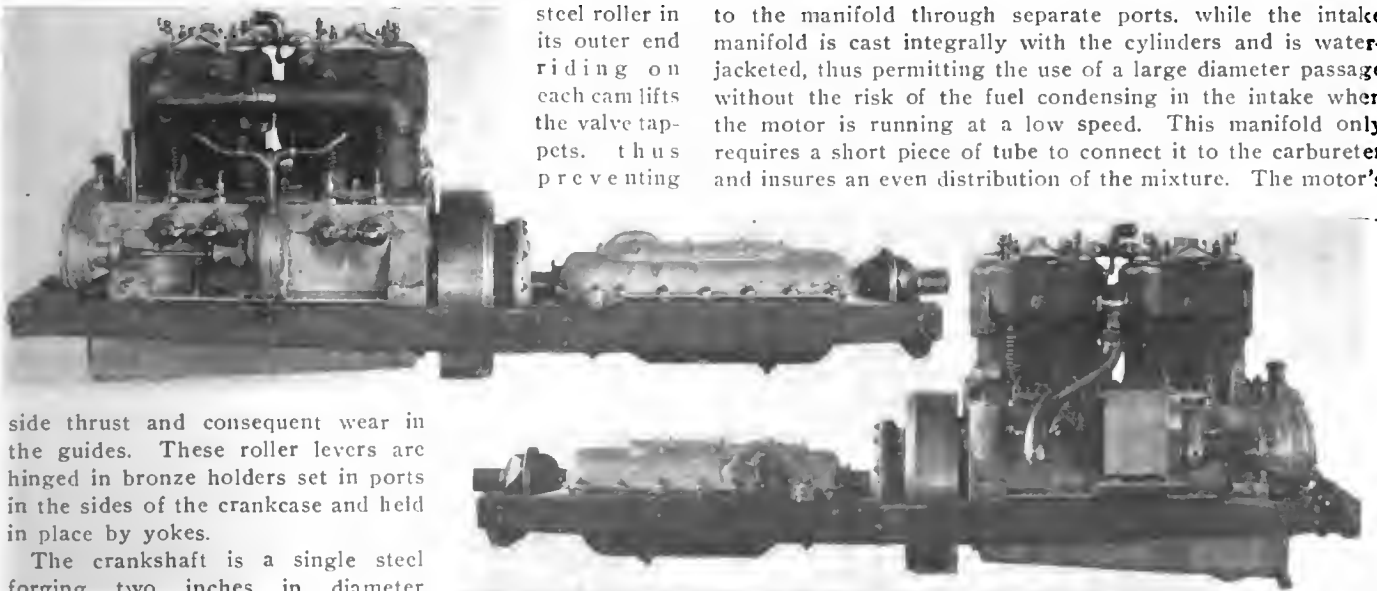 steel roller in
its outer end
riding on
each cam lifts
the valve tap-
pets. thus
preventing
side thrust and consequent wear in
the guides. These roller levers are
hinged in bronze holders set in ports
in the sides of the crankcase and held
in place by yokes.
The crankshaft is a single steel
forging two inches in diameter
to the manifold through separate ports. while the intake
manifold is cast integrally with the cylinders and is water-
jacketed, thus permitting the use of a large diameter passage
without the risk of the fuel condensing in the intake when
the motor is running at a low speed. This manifold only
requires a short piece of tube to connect it to the carbureter
and insures an even distribution of the mixture. The motor's